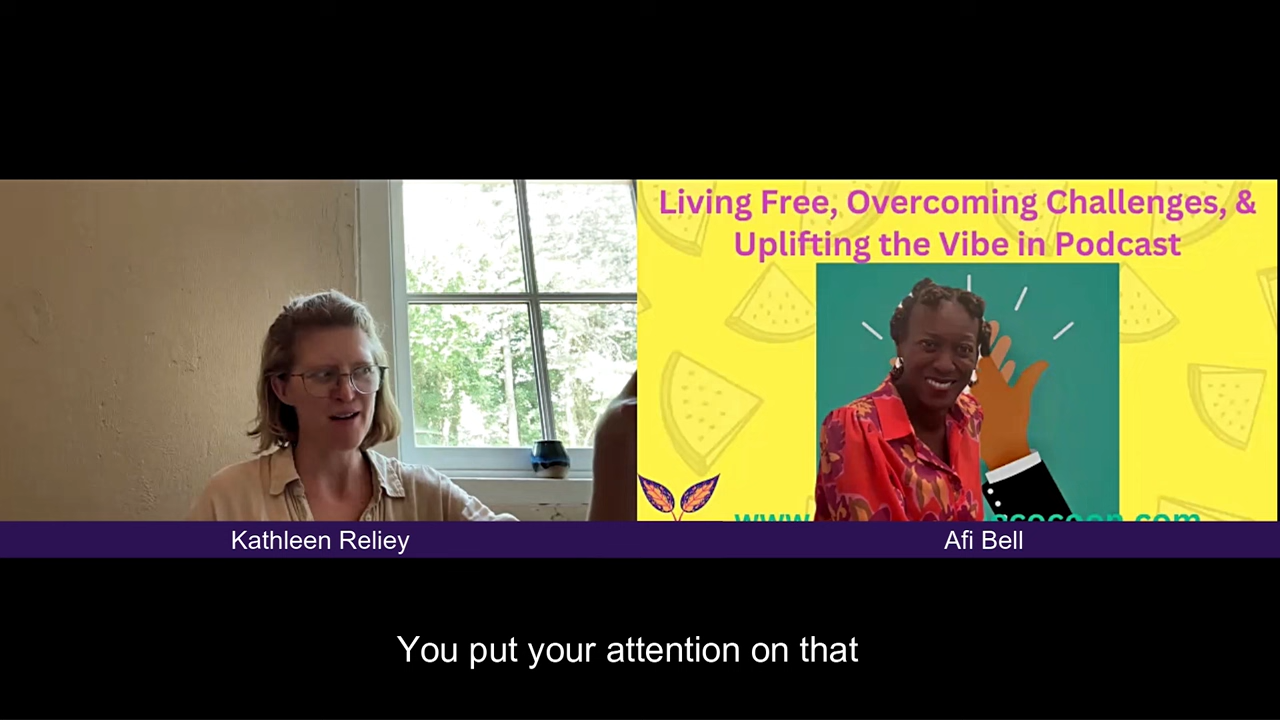 Living Free, Overcoming Challenges, &
Uplifting the Vibe in Podcast
Kathleen Reliey
Afi Bell
You put your attention on that